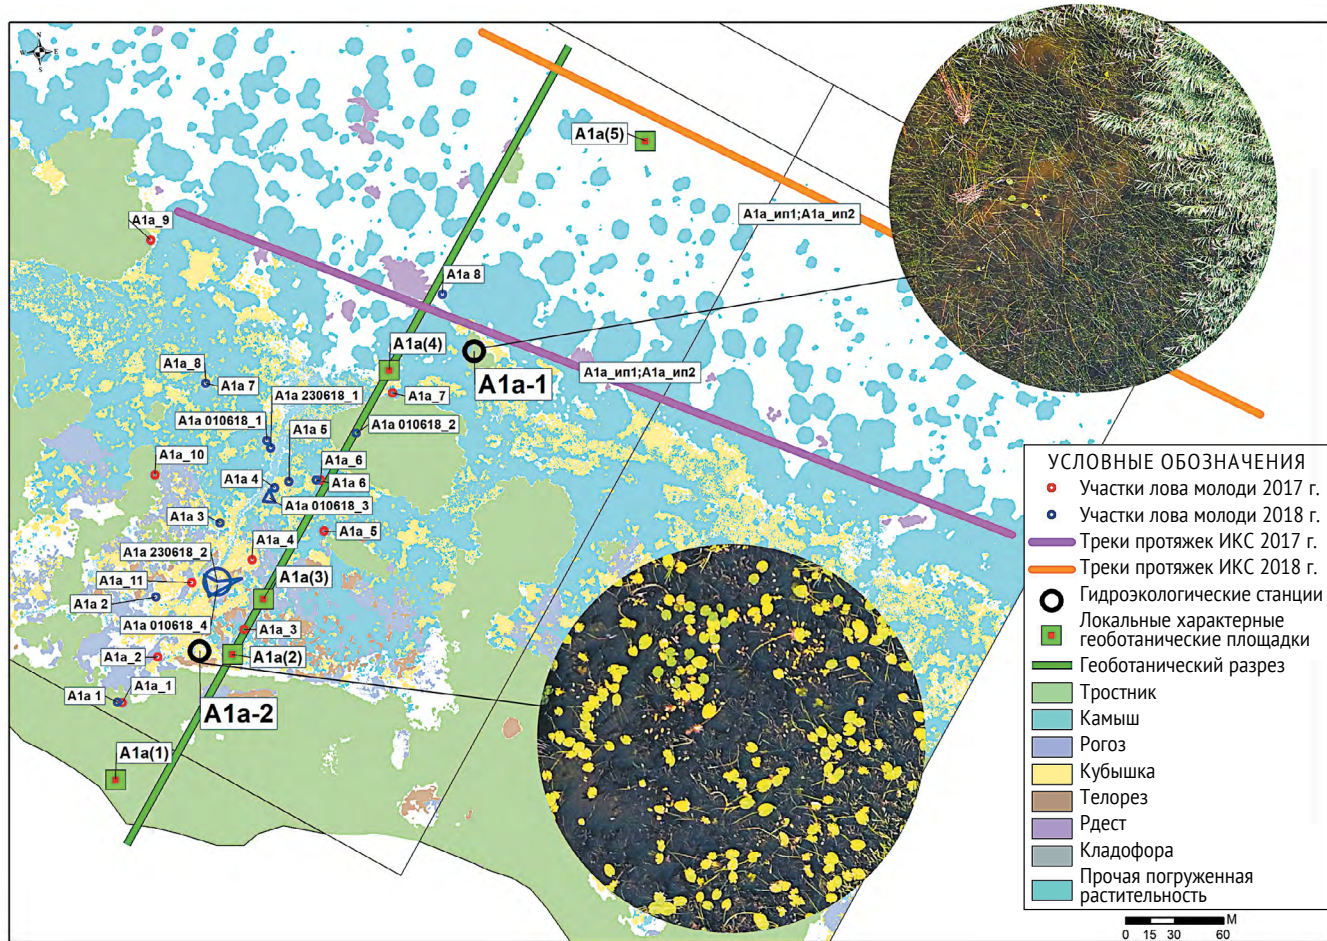 N
W E
S
A1a(5)
A1a_ип1;A1a_ип2
A1a_9
A1a 8
A1a(4)
A1a-1
A1a_ип1;A1a_ип2
A1a_8
A1a 7
A1a_7
A1a 230618_1
A1a 010618_1
A1a 5
A1a 010618_2
A1a_10
A1a_6
A1a 4
A1a 6
A1a 010618_3
A1a 3
A1a_5
A1a_4
A1a 230618_2
A1a_11
A1a(3)
A1a 2
A1a 010618_4
A1a_3
A1a_2
A1a(2)
A1a 1
A1a_1
A1a-2
A1a(1)
УСЛОВНЫЕ ОБОЗНАЧЕНИЯ
Участки лова молоди 2017 г.
Участки лова молоди 2018 г.
Треки протяжек ИКС 2017 г.
Треки протяжек ИКС 2018 г.
Гидроэкологические станции
Локальные характерные
геоботанические площадки
Геоботанический разрез
Тростник
Камыш
Рогоз
Кубышка
Телорез
Рдест
Кладофора
Прочая погруженная
растительность
М
0 15 30 60